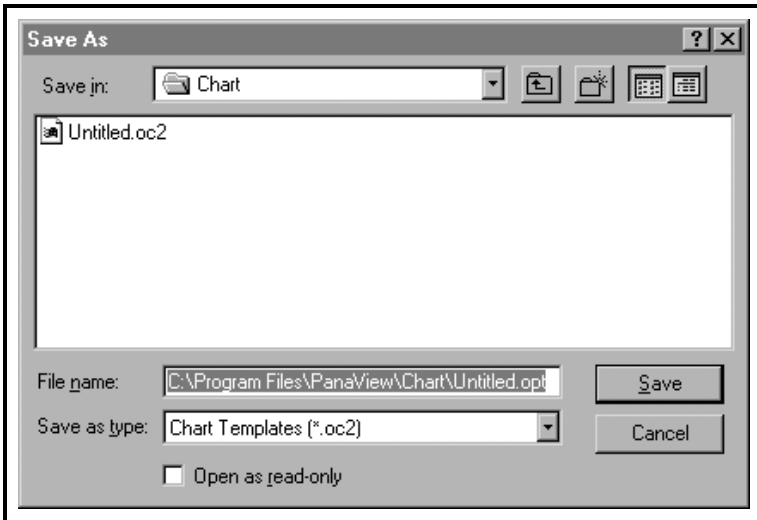 Save As
Save in: Chart
Untitled.oc2
File name: C:\Program Files\PanaView\Chart\Untitled.opt Save
Save as type: Chart Templates (*.oc2) Cancel
Open as read-only